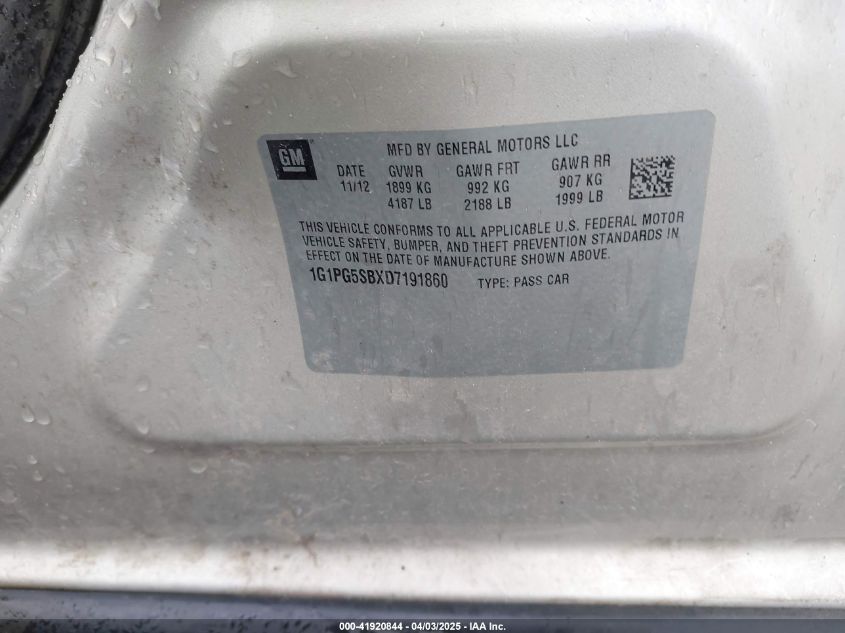 GM
MFD BY GENERAL MOTORS LLC
DATE GVWR GAWR FRT GAWR RR
11/12 1899 KG 992 KG 907 KG
4187 LB 2188 LB 1999 LB
THIS VEHICLE CONFORMS TO ALL APPLICABLE U.S. FEDERAL MOTOR
VEHICLE SAFETY, BUMPER, AND THEFT PREVENTION STANDARDS IN
EFFECT ON THE DATE OF MANUFACTURE SHOWN ABOVE.
1G1PG5SBXD7191860 TYPE: PASS CAR
000-41920844 - 04/03/2025 - IAA Inc.